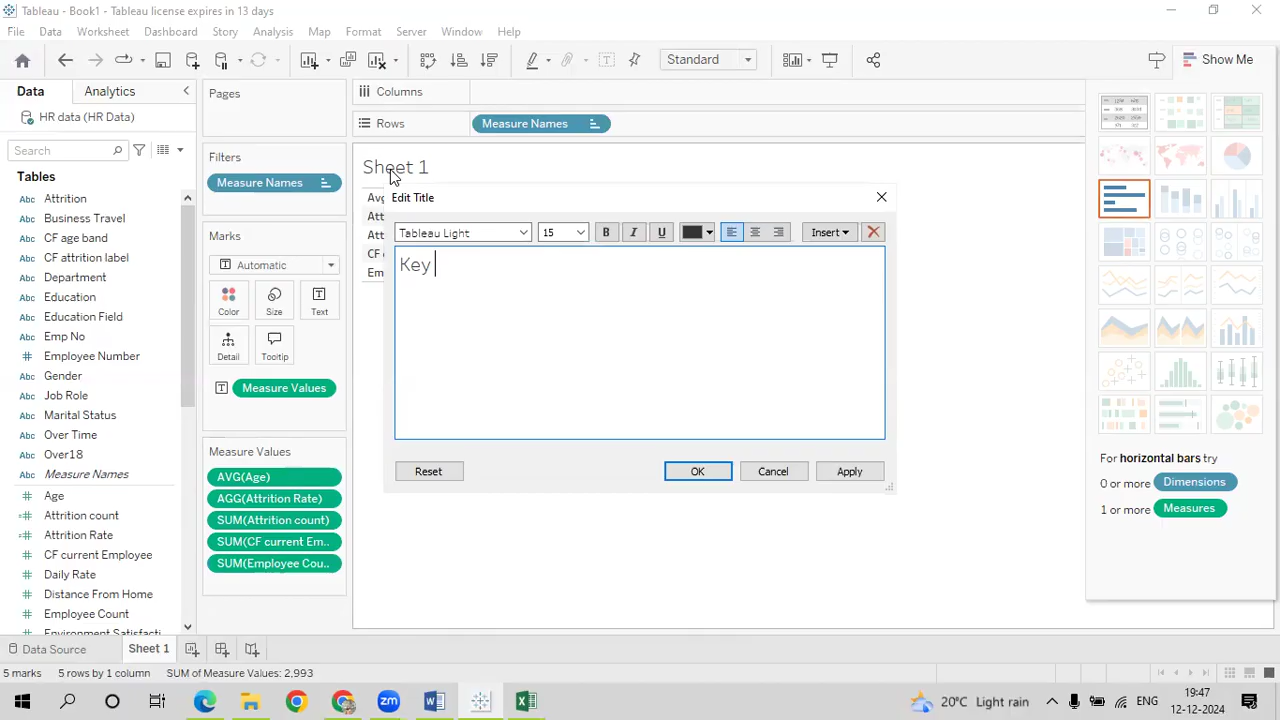 Tableau - Book1 - Tableau license expires in 13 days
File Data Worksheet Dashboard Story Analysis Map Format Server Window Help
Standard
Show Me
Data Analytics
Pages
Columns
HR data (HR Data)
Rows Measure Names
Search
Filters
Measure Names
Sheet 1
Tables
Edit Title
Attrition
Business Travel
CF age band
CF attrition label
Department
Education
Education Field
Emp No
Employee Number
Gender
Job Role
Marital Status
Over Time
Over18
Measure Names
Age
Attrition count
Attrition Rate
CF current Employee
Daily Rate
Distance From Home
Employee Count
Marks
Automatic
Color Size Text
Detail Tooltip
Measure Values
Measure Values
AVG(Age)
AGG(Attrition Rate)
SUM(Attrition count)
SUM(CF current Em..
SUM(Employee Cou..
Tableau Light 15 B I U Insert
Key
Reset OK Cancel Apply
For horizontal bars try
0 or more Dimensions
1 or more Measures
Data Source Sheet 1
5 marks 5 rows by 1 column SUM of Measure Values: 2,993
20°C Light rain ENG 19:47
12-12-2024